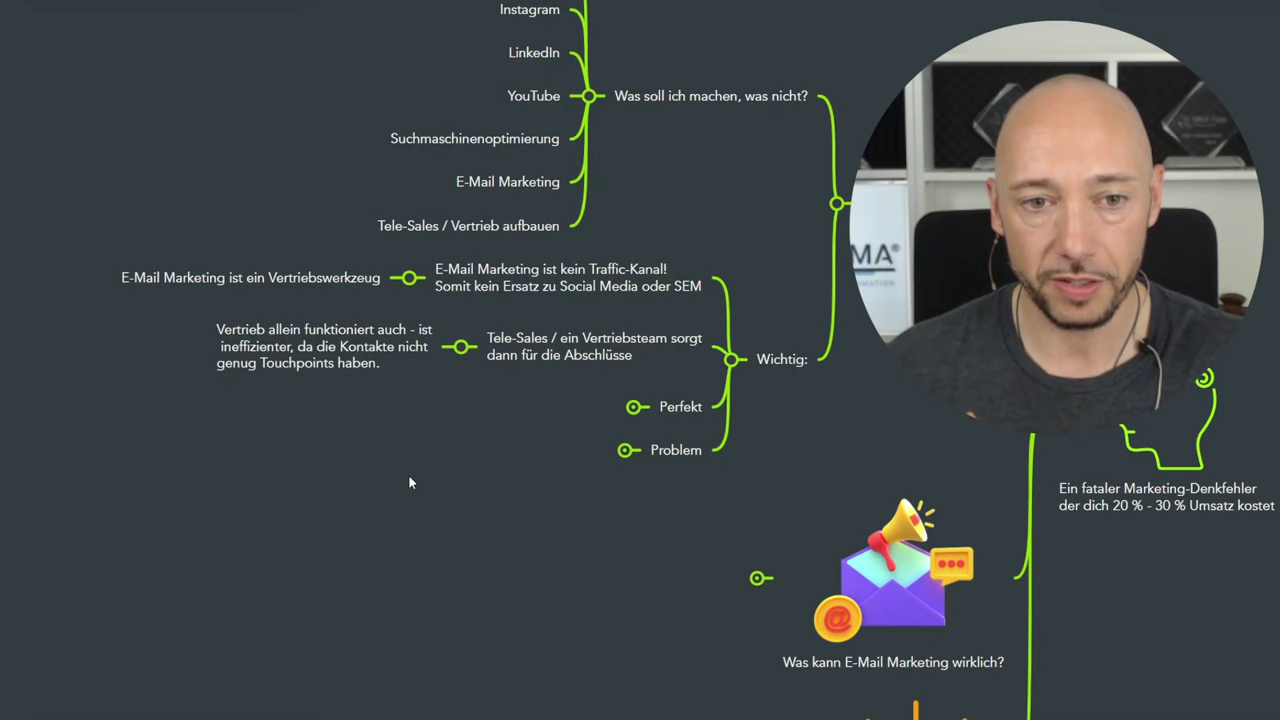 Instagram
LinkedIn
YouTube
Was soll ich machen, was nicht?
Suchmaschinenoptimierung
E-Mail Marketing
Tele-Sales / Vertrieb aufbauen
E-Mail Marketing ist ein Vertriebswerkzeug
E-Mail Marketing ist kein Traffic-Kanal!
Somit kein Ersatz zu Social Media oder SEM
Vertrieb allein funktioniert auch - ist
ineffizienter, da die Kontakte nicht
genug Touchpoints haben.
Tele-Sales / ein Vertriebsteam sorgt
dann für die Abschlüsse
Wichtig:
Perfekt
Problem
MA®
Ein fataler Marketing-Denkfehler
der dich 20 % - 30 % Umsatz kostet
@
Was kann E-Mail Marketing wirklich?